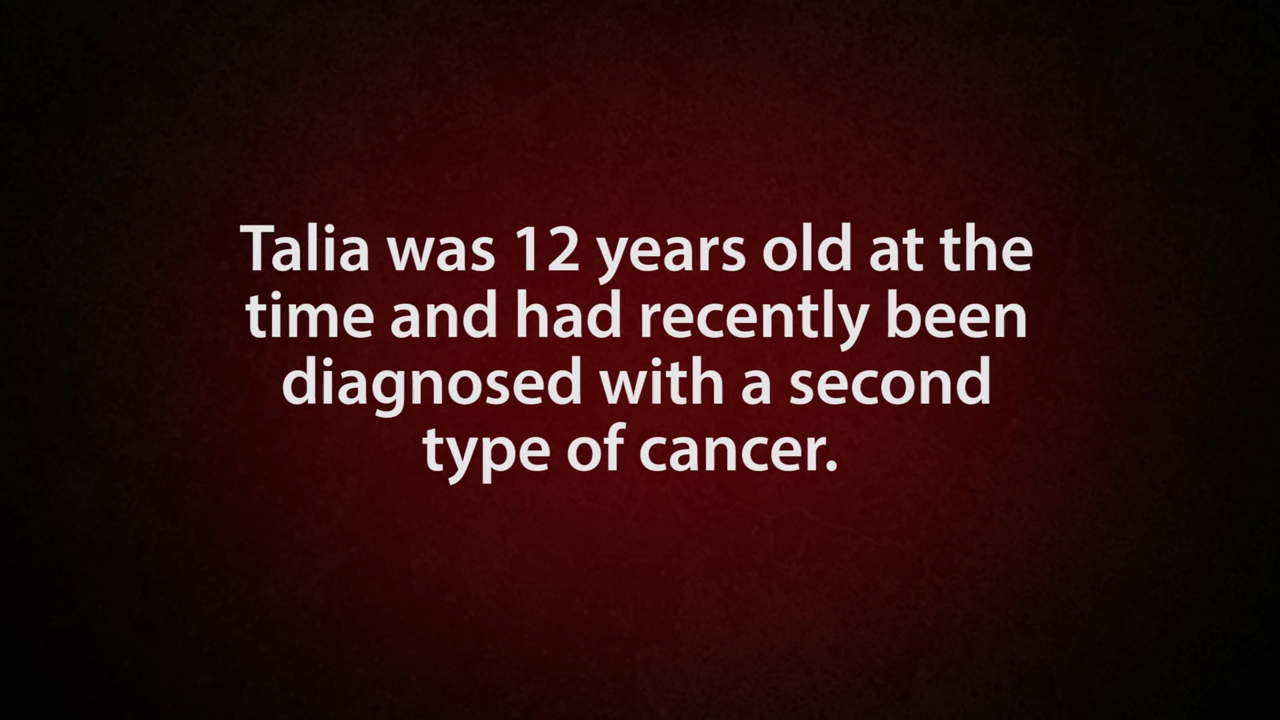 Talia was 12 years old at the
time and had recently been
diagnosed with a second
type of cancer.